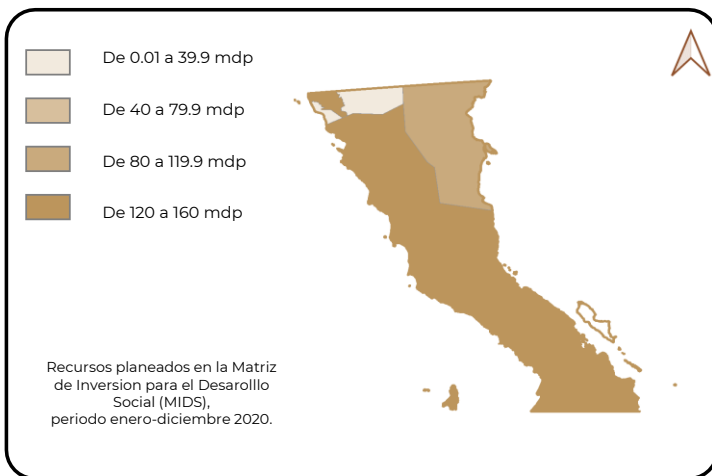 De 0.01 a 39.9 mdp
De 40 a 79.9 mdp
De 80 a 119.9 mdp
De 120 a 160 mdp
Recursos planeados en la Matriz
de Inversion para el Desarolllo
Social (MIDS),
periodo enero-diciembre 2020.